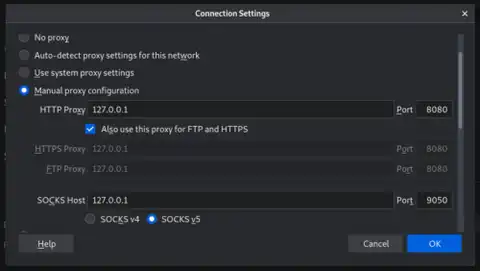 Connection Settings
×
No proxy
Auto-detect proxy settings for this network
Use system proxy settings
Manual proxy configuration
HTTP Proxy 127.0.0.1 Port 8080
Also use this proxy for FTP and HTTPS
HTTPS Proxy 127.0.0.1 Port 8080
FTP Proxy 127.0.0.1 Port 8080
SOCKS Host 127.0.0.1 Port 9050
SOCKS v4 SOCKS v5
Help Cancel OK